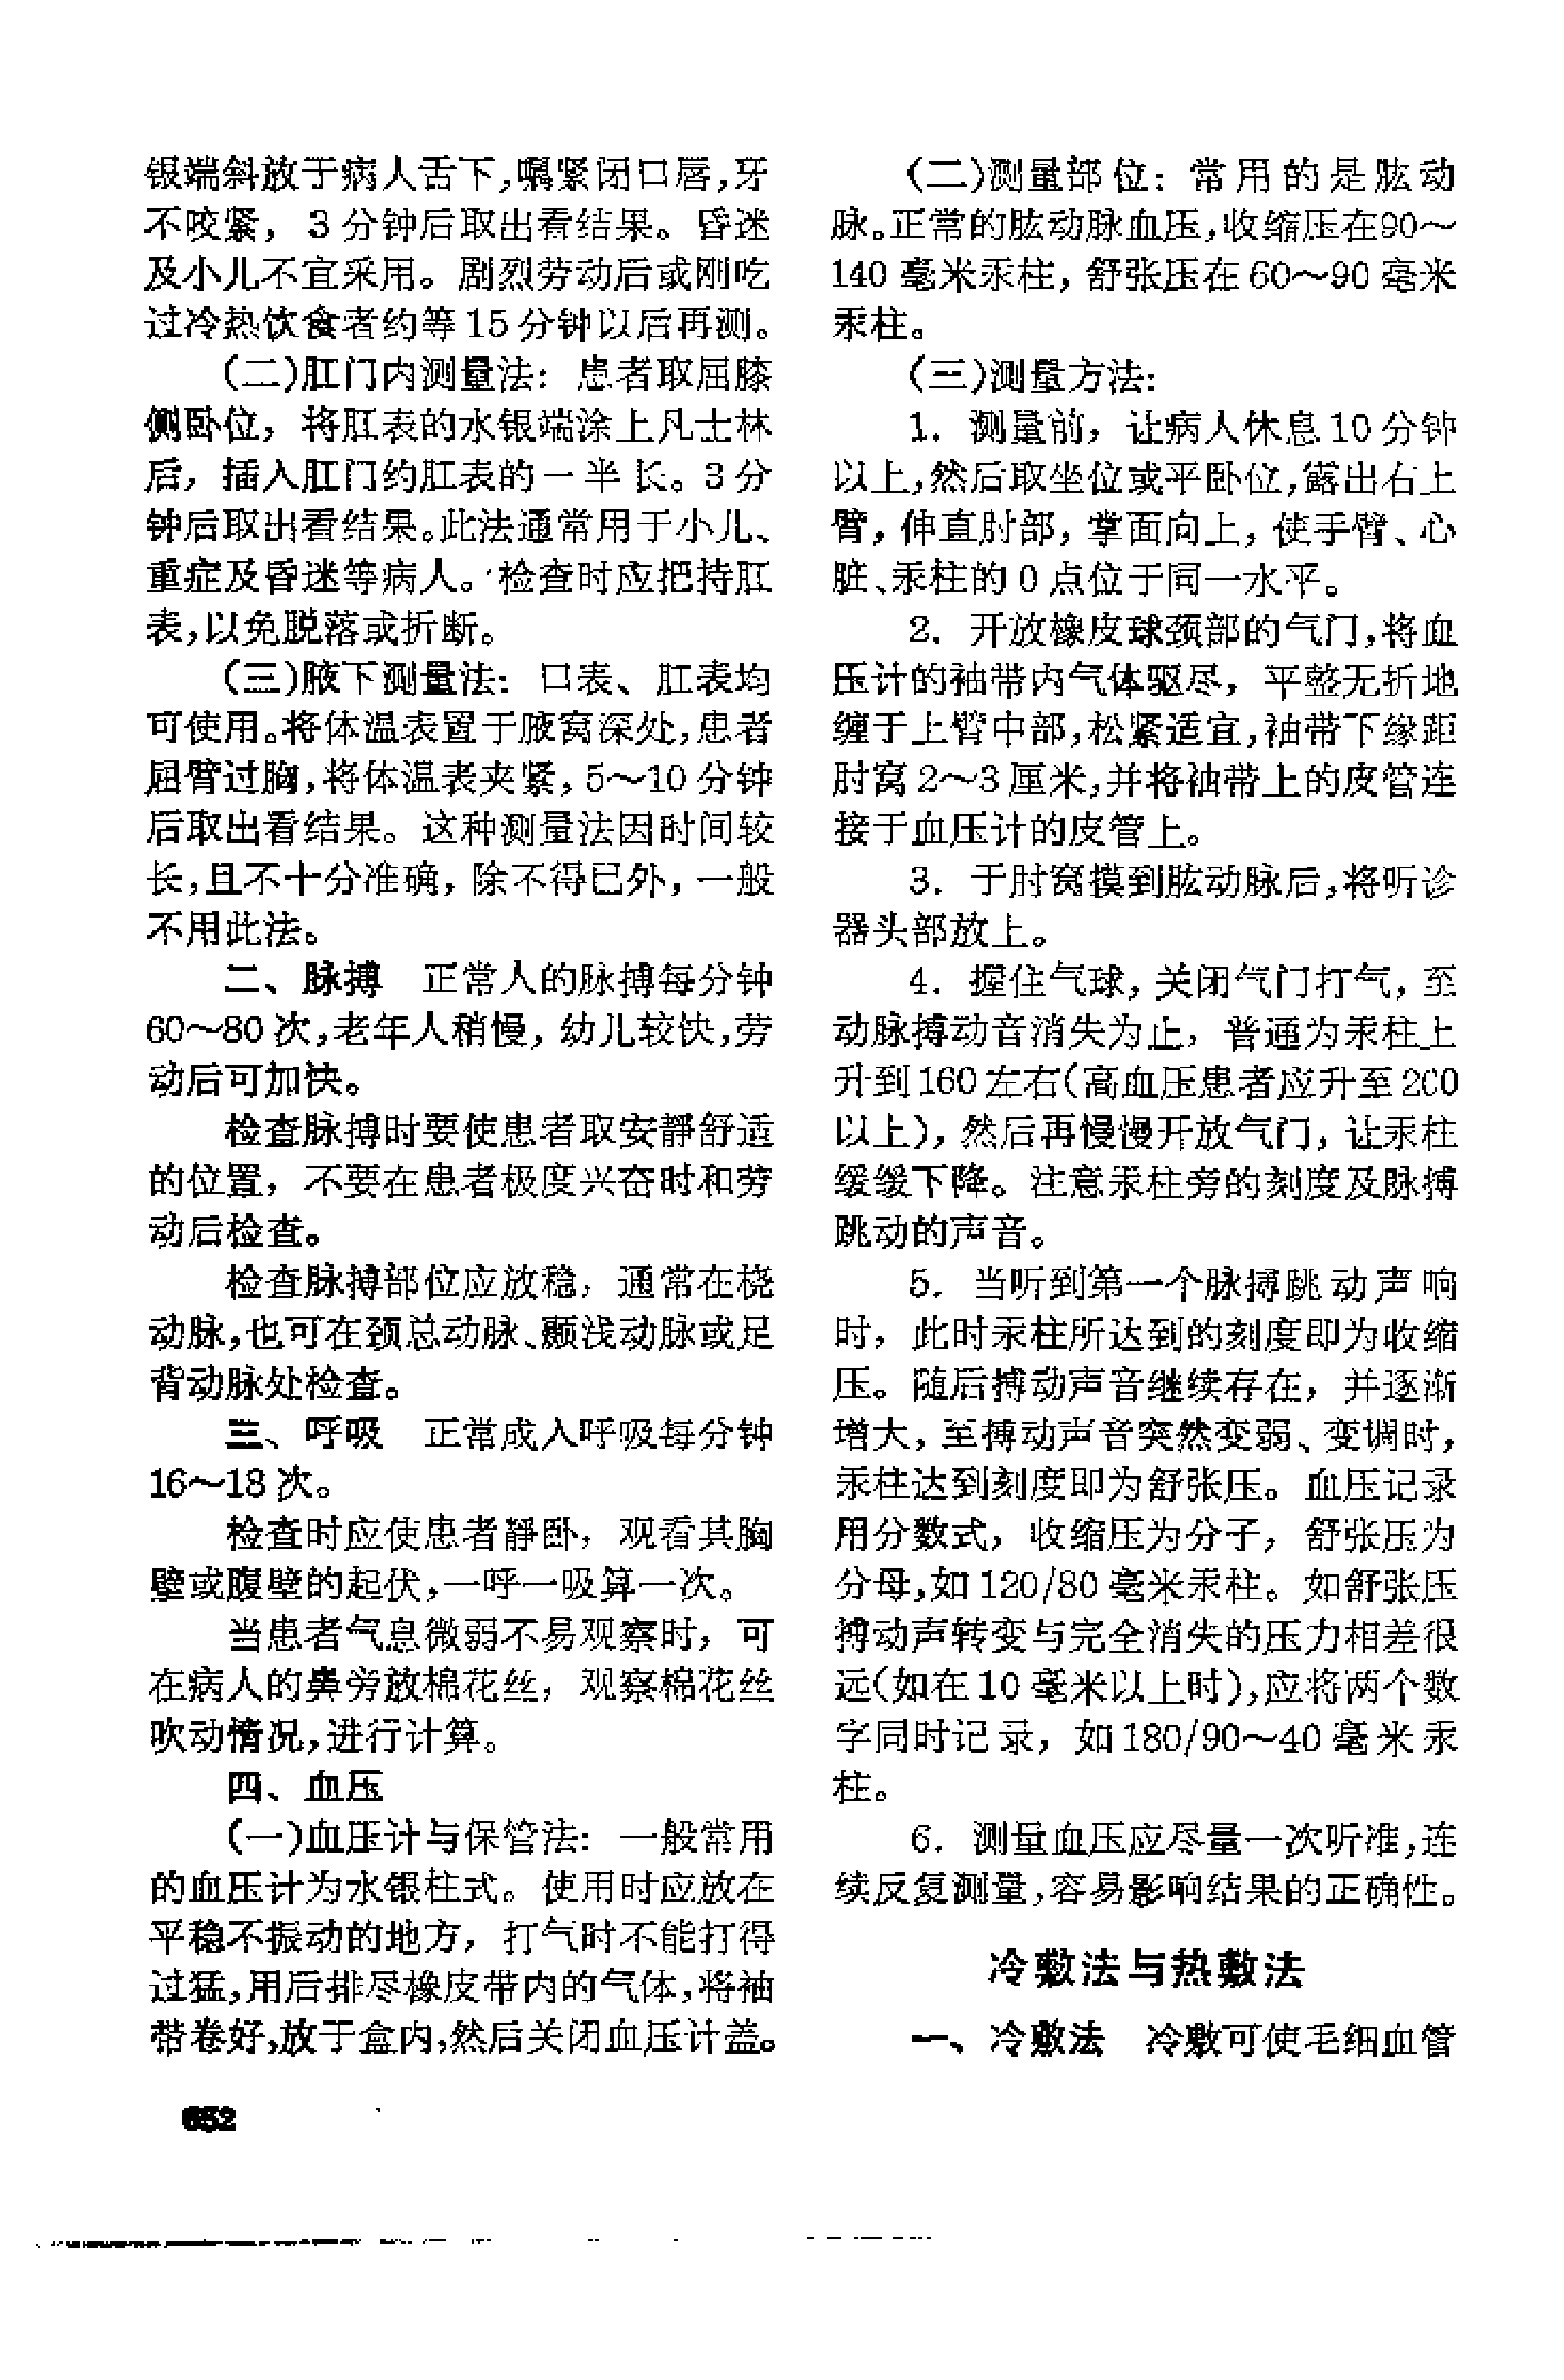 银端斜放于病人舌下,嘱紧闭口唇,牙
不咬紧，3分钟后取出看结果。昏迷
及小儿不宜采用。剧烈劳动后或刚吃
过冷热饮食者约等15分钟以后再测。
(二)肛门内测量法：患者取屈膝
侧卧位，将肛表的水银端涂上凡士林
后，插入肛门约肛表的一半长。3分
钟后取出看结果。此法通常用于小儿、
重症及昏迷等病人。检查时应把持肛
表,以免脱落或折断。
(三)腋下测量法：口表、肛表均
可使用。将体温表置于腋窝深处,患者
屈臂过胸,将体温表夹紧,5～10分钟
后取出看结果。这种测量法因时间较
长,且不十分准确,除不得已外,一般
不用此法。
二、脉搏　正常人的脉搏每分钟
60～80次,老年人稍慢,幼儿较快,劳
动后可加快。
检查脉搏时要使患者取安静舒适
的位置，不要在患者极度兴奋时和劳
动后检查。
检查脉搏部位应放稳，通常在桡
动脉,也可在颈总动脉、颞浅动脉或足
背动脉处检查。
三、呼吸　正常成人呼吸每分钟
16～18次。
检查时应使患者静卧，观看其胸
壁或腹壁的起伏,一呼一吸算一次。
当患者气息微弱不易观察时，可
在病人的鼻旁放棉花丝，观察棉花丝
吹动情况,进行计算。
四、血压
(一)血压计与保管法：一般常用
的血压计为水银柱式。使用时应放在
平稳不振动的地方，打气时不能打得
过猛,用后排尽橡皮带内的气体,将袖
带卷好,放于盒内,然后关闭血压计盖。
652
(二)测量部位：常用的是肱动
脉。正常的肱动脉血压,收缩压在90～
140毫米汞柱,舒张压在60～90毫米
汞柱。
(三)测量方法:
1. 测量前，让病人休息10分钟
以上,然后取坐位或平卧位,露出右上
臂,伸直肘部,掌面向上,使手臂、心
脏、汞柱的0点位于同一水平。
2. 开放橡皮球颈部的气门,将血
压计的袖带内气体驱尽，平整无折地
缠于上臂中部,松紧适宜,袖带下缘距
肘窝2～3厘米,并将袖带上的皮管连
接于血压计的皮管上。
3. 于肘窝摸到肱动脉后,将听诊
器头部放上。
4. 握住气球,关闭气门打气,至
动脉搏动音消失为止，普通为汞柱上
升到160左右(高血压患者应升至200
以上),然后再慢慢开放气门,让汞柱
缓缓下降。注意汞柱旁的刻度及脉搏
跳动的声音。
5. 当听到第一个脉搏跳动声响
时，此时汞柱所达到的刻度即为收缩
压。随后搏动声音继续存在，并逐渐
增大,至搏动声音突然变弱、变调时,
汞柱达到刻度即为舒张压。血压记录
用分数式，收缩压为分子，舒张压为
分母,如120/80毫米汞柱。如舒张压
搏动声转变与完全消失的压力相差很
远(如在10毫米以上时),应将两个数
字同时记录，如180/90～40毫米汞
柱。
6. 测量血压应尽量一次听准,连
续反复测量,容易影响结果的正确性。
冷敷法与热敷法
一、冷敷法　冷敷可使毛细血管